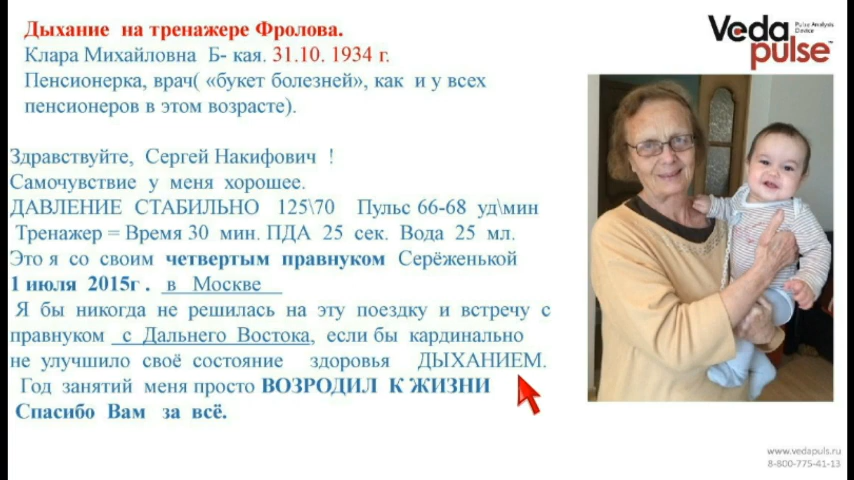 Дыхание на тренажере Фролова.
Клара Михайловна Б- кая. 31.10. 1934 г.
Пенсионерка, врач( «букет болезней», как и у всех
пенсионеров в этом возрасте).
Здравствуйте, Сергей Накифович !
Самочувствие у меня хорошее.
ДАВЛЕНИЕ СТАБИЛЬНО 125\70 Пульс 66-68 уд\мин
Тренажер = Время 30 мин. ПДА 25 сек. Вода 25 мл.
Это я со своим четвертым правнуком Серёженькой
1 июля 2015г . в Москве
Я бы никогда не решилась на эту поездку и встречу с
правнуком с Дальнего Востока, если бы кардинально
не улучшило своё состояние здоровья ДЫХАНИЕМ.
Год занятий меня просто ВОЗРОДИЛ К ЖИЗНИ
Спасибо Вам за всё.
Veda pulse™
Pulse Analysis
Device
www.vedapuls.ru
8-800-775-41-13